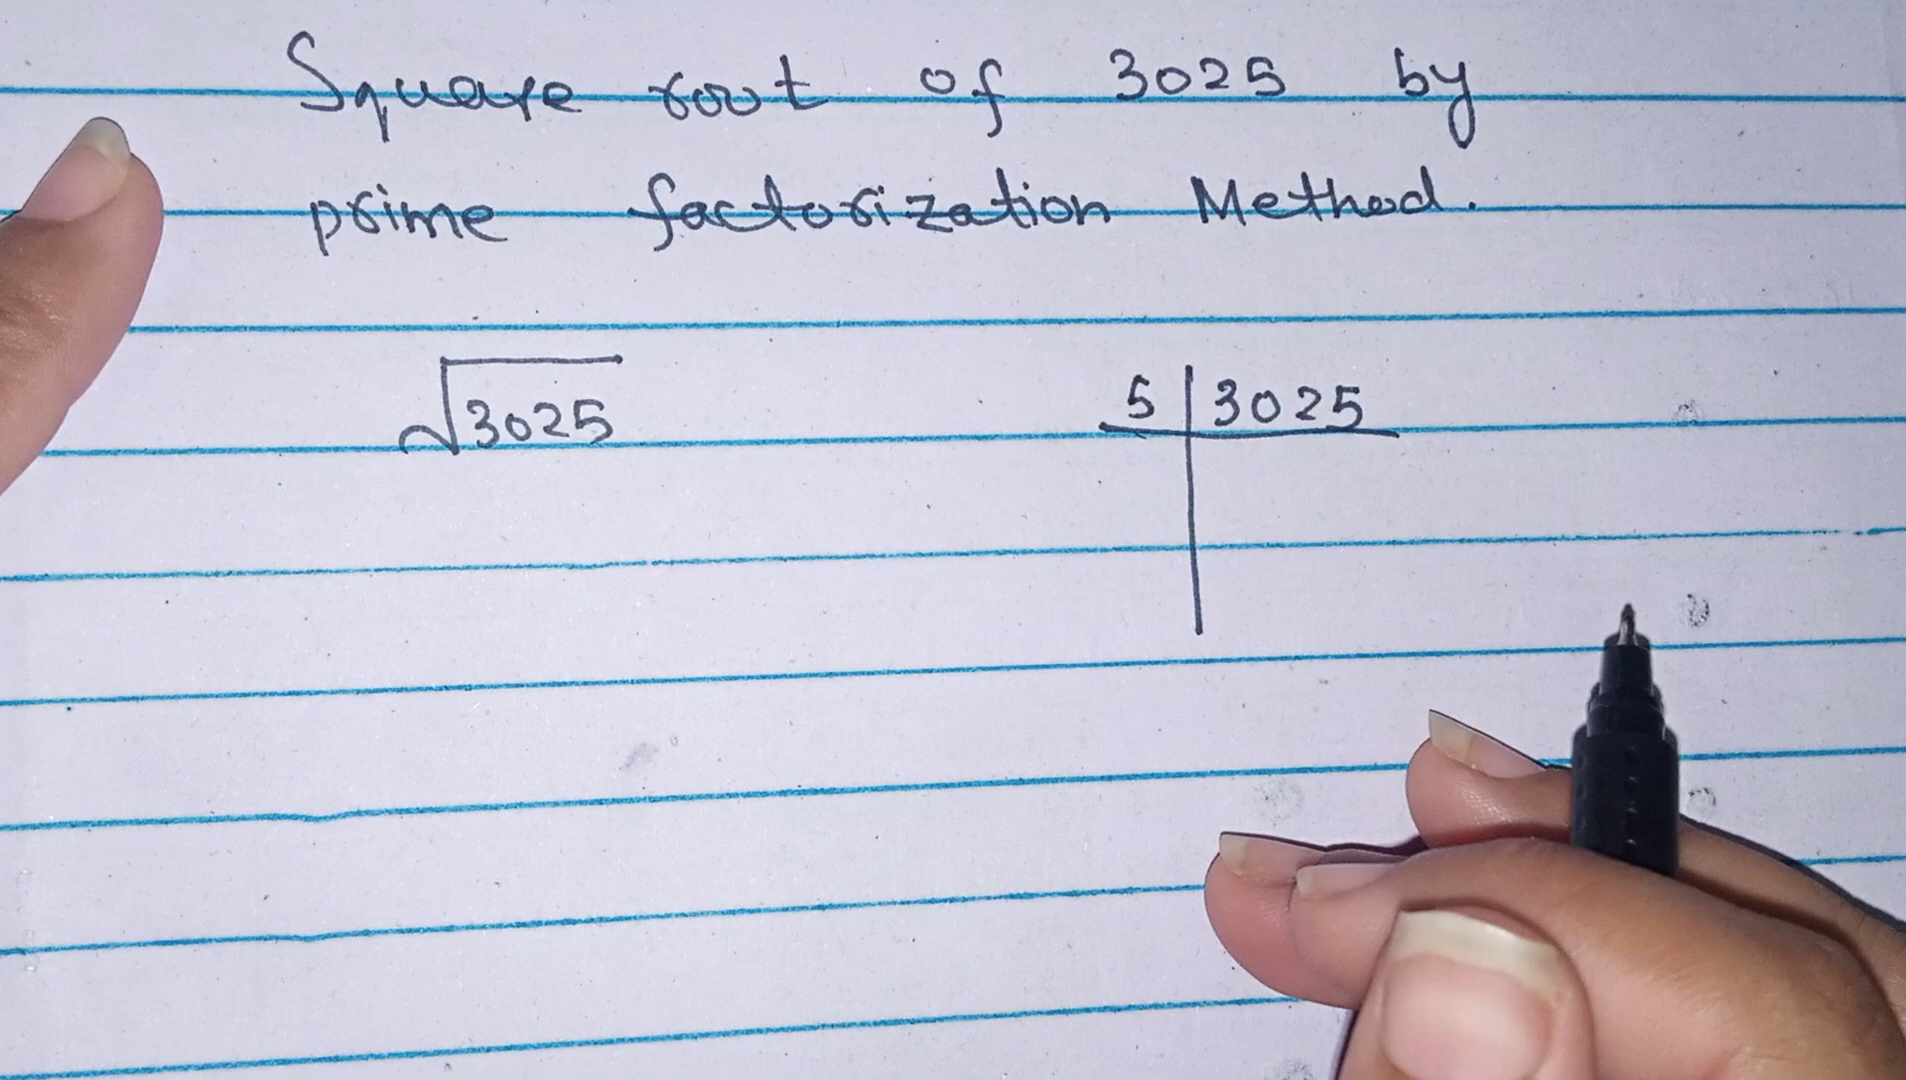 Square root of 3025 by
prime factorization Method.
√3025
5 | 3025